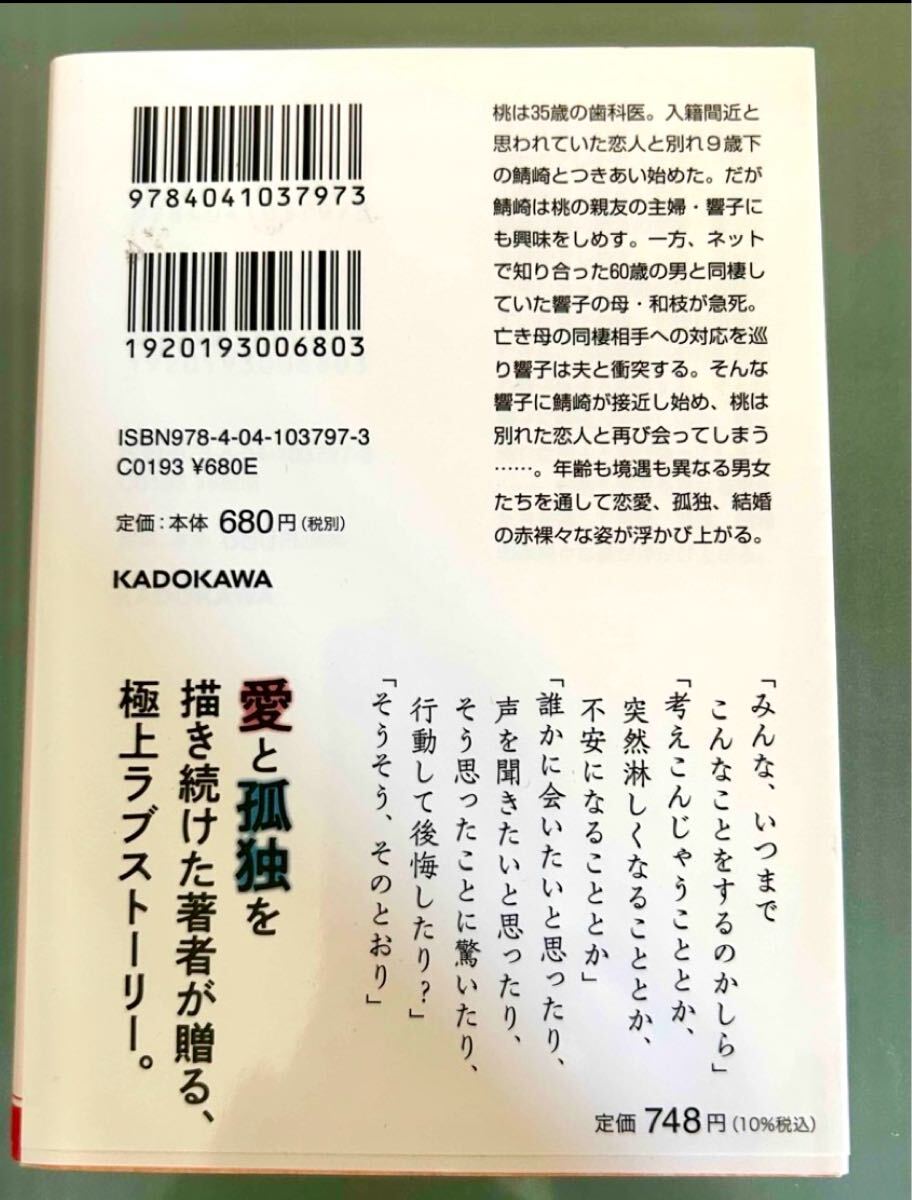 9784041037973
1920193006803
ISBN978-4-04-103797-3
C0193 ¥680E
定価：本体 680円（税別）
KADOKAWA
桃は35歳の歯科医。入籍間近と
思われていた恋人と別れ９歳下
の鯖崎とつきあい始めた。だが
鯖崎は桃の親友の主婦・響子に
も興味をしめす。一方、ネット
で知り合った60歳の男と同棲し
ていた響子の母・和枝が急死。
亡き母の同棲相手への対応を巡
り響子は夫と衝突する。そんな
響子に鯖崎が接近し始め、桃は
別れた恋人と再び会ってしまう
……。年齢も境遇も異なる男女
たちを通して恋愛、孤独、結婚
の赤裸々な姿が浮かび上がる。
「みんな、いつまで
こんなことをするのかしら」
「考えこんじゃうこととか、
突然淋しくなることとか、
不安になることとか」
「誰かに会いたいと思ったり、
声を聞きたいと思ったり、
そう思ったことに驚いたり、
行動して後悔したり？」
「そうそう、そのとおり」
愛と孤独を
描き続けた著者が贈る、
極上ラブストーリー。
定価 748円（10%税込）